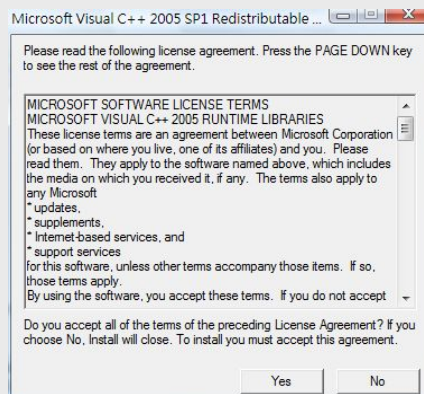 Microsoft Visual C++ 2005 SP1 Redistributable ...
Please read the following license agreement. Press the PAGE DOWN key
to see the rest of the agreement.
MICROSOFT SOFTWARE LICENSE TERMS
MICROSOFT VISUAL C++ 2005 RUNTIME LIBRARIES
These license terms are an agreement between Microsoft Corporation
(or based on where you live, one of its affiliates) and you. Please
read them. They apply to the software named above, which includes
the media on which you received it, if any. The terms also apply to
any Microsoft
* updates,
* supplements,
* Internet-based services, and
* support services
for this software, unless other terms accompany those items. If so,
those terms apply.
By using the software, you accept these terms. If you do not accept
Do you accept all of the terms of the preceding License Agreement? If you
choose No, Install will close. To install you must accept this agreement.
Yes
No